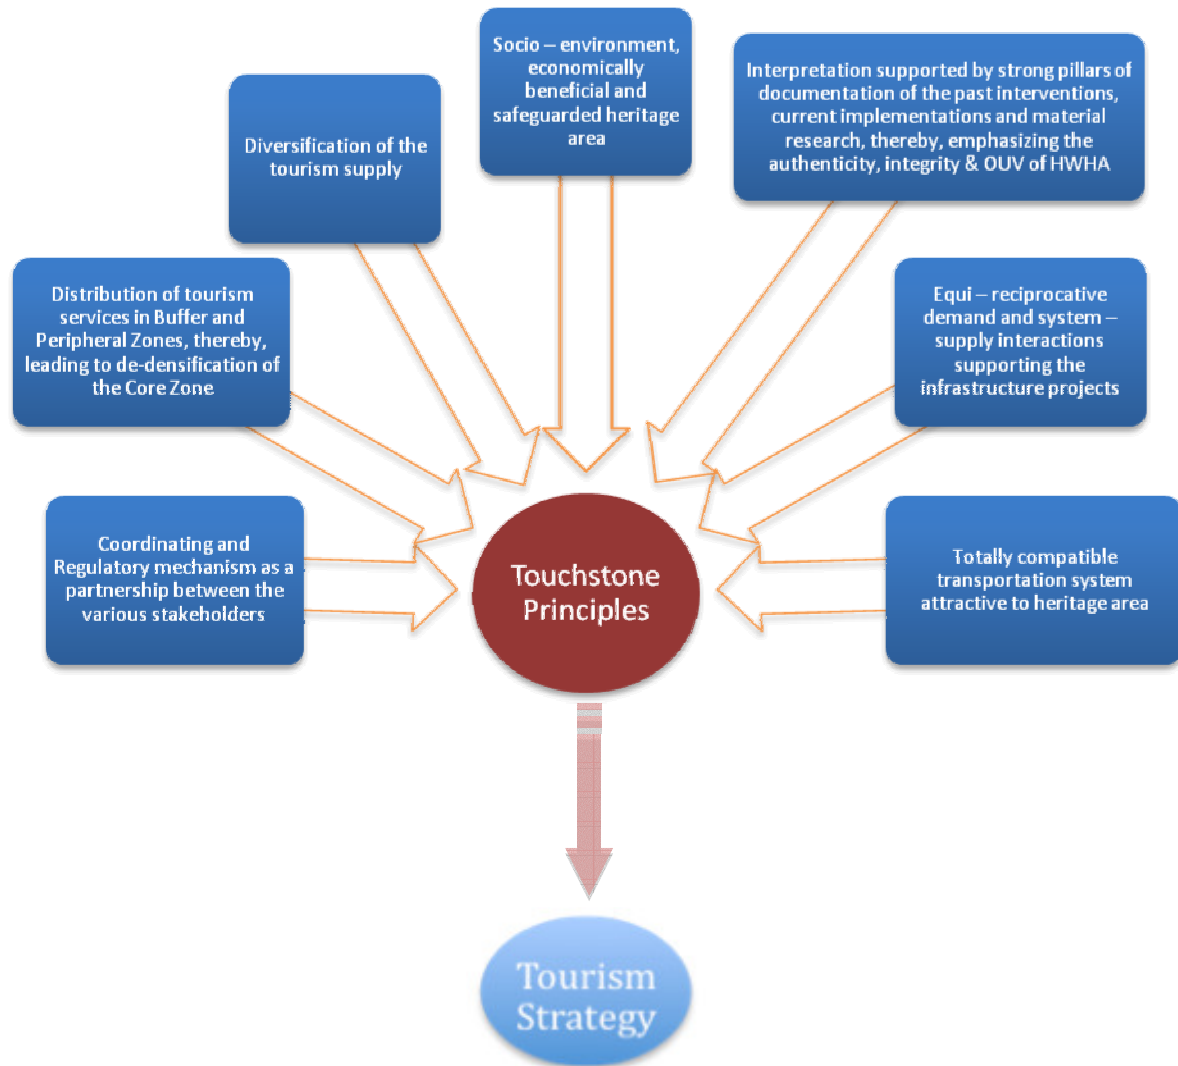 Socio – environment,
economically
beneficial and
safeguarded heritage
area
Interpretation supported by strong pillars of
documentation of the past interventions,
current implementations and material
research, thereby, emphasizing the
authenticity, integrity & OUV of HWHA
Diversification of the
tourism supply
Distribution of tourism
services in Buffer and
Peripheral Zones, thereby,
leading to de-densification of
the Core Zone
Equi – reciprocative
demand and system –
supply interactions
supporting the
infrastructure projects
Coordinating and
Regulatory mechanism as a
partnership between the
various stakeholders
Touchstone
Principles
Totally compatible
transportation system
attractive to heritage area
Tourism
Strategy